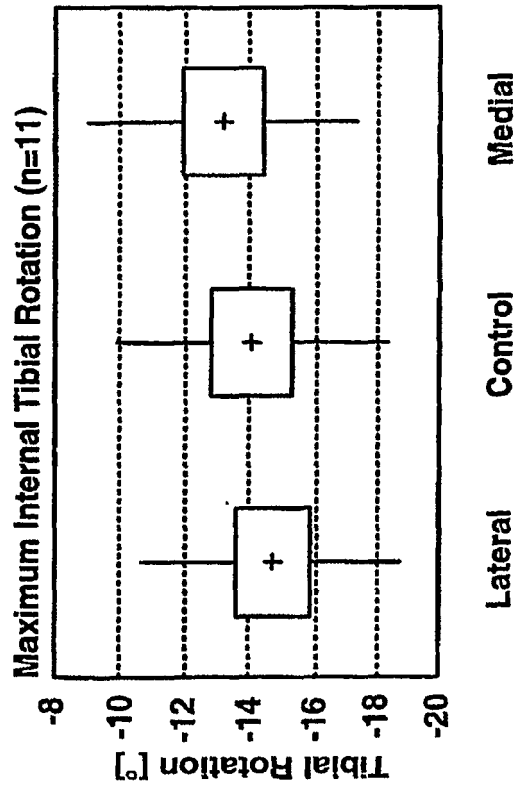 Maximum Internal Tibial Rotation (n=11)
Tibial Rotation [°]
-8
-10
-12
-14
-16
-18
-20
Lateral Control Medial